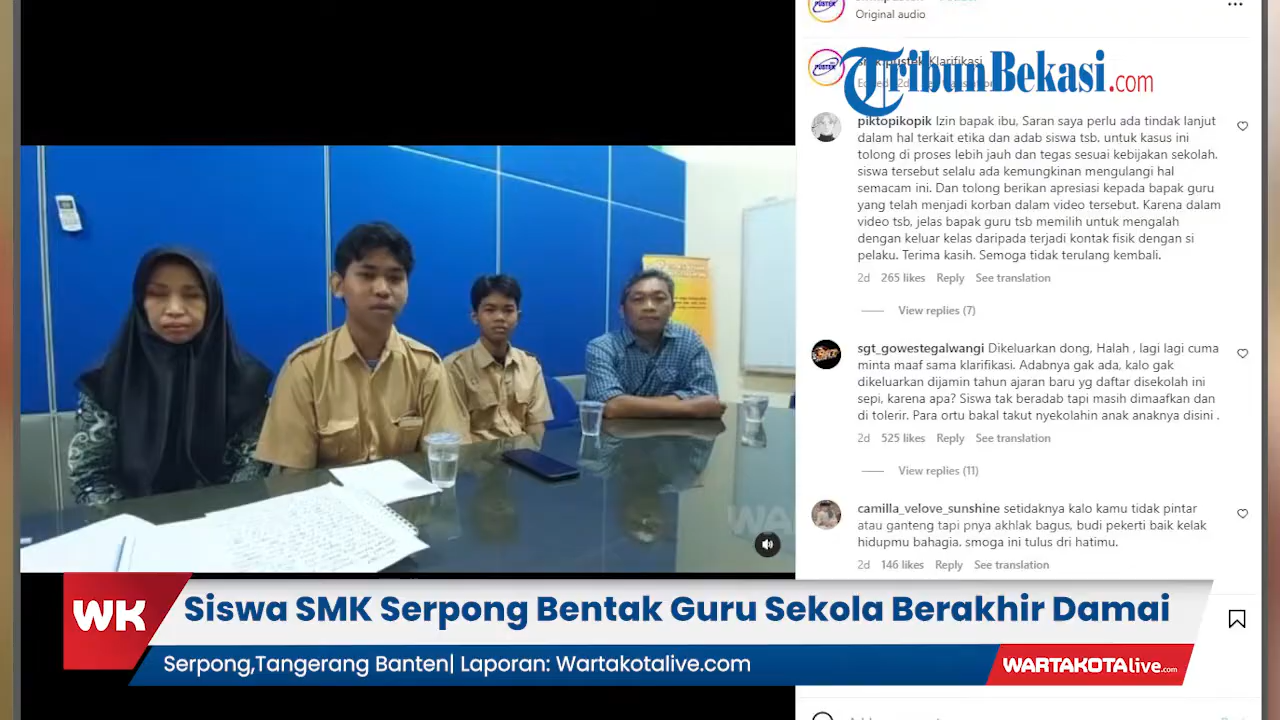 Original audio
TribunBekasi.com
Klarifikasi
piktopikopik Izin bapak ibu, Saran saya perlu ada tindak lanjut
dalam hal terkait etika dan adab siswa tsb. untuk kasus ini
tolong di proses lebih jauh dan tegas sesuai kebijakan sekolah.
siswa tersebut selalu ada kemungkinan mengulangi hal
semacam ini. Dan tolong berikan apresiasi kepada bapak guru
yang telah menjadi korban dalam video tersebut. Karena dalam
video tsb, jelas bapak guru tsb memilih untuk mengalah
dengan keluar kelas daripada terjadi kontak fisik dengan si
pelaku. Terima kasih. Semoga tidak terulang kembali.
2d 265 likes Reply See translation
View replies (7)
sgt_gowestegalwangi Dikeluarkan dong, Halah , lagi lagi cuma
minta maaf sama klarifikasi. Adabnya gak ada, kalo gak
dikeluarkan dijamin tahun ajaran baru yg daftar disekolah ini
sepi, karena apa? Siswa tak beradab tapi masih dimaafkan dan
di tolerir. Para ortu bakal takut nyekolahin anak anaknya disini .
2d 525 likes Reply See translation
View replies (11)
camilla_velove_sunshine setidaknya kalo kamu tidak pintar
atau ganteng tapi pnya akhlak bagus, budi pekerti baik kelak
hidupmu bahagia. smoga ini tulus dri hatimu.
2d 146 likes Reply See translation
WK
Siswa SMK Serpong Bentak Guru Sekola Berakhir Damai
Serpong,Tangerang Banten| Laporan: Wartakotalive.com
WARTAKOTAlive.com